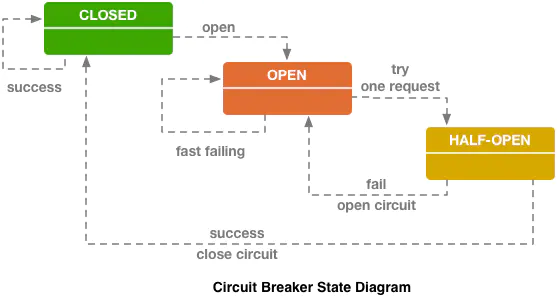 CLOSED
open
success
OPEN
try
one request
fast failing
HALF-OPEN
fail
open circuit
success
close circuit
Circuit Breaker State Diagram